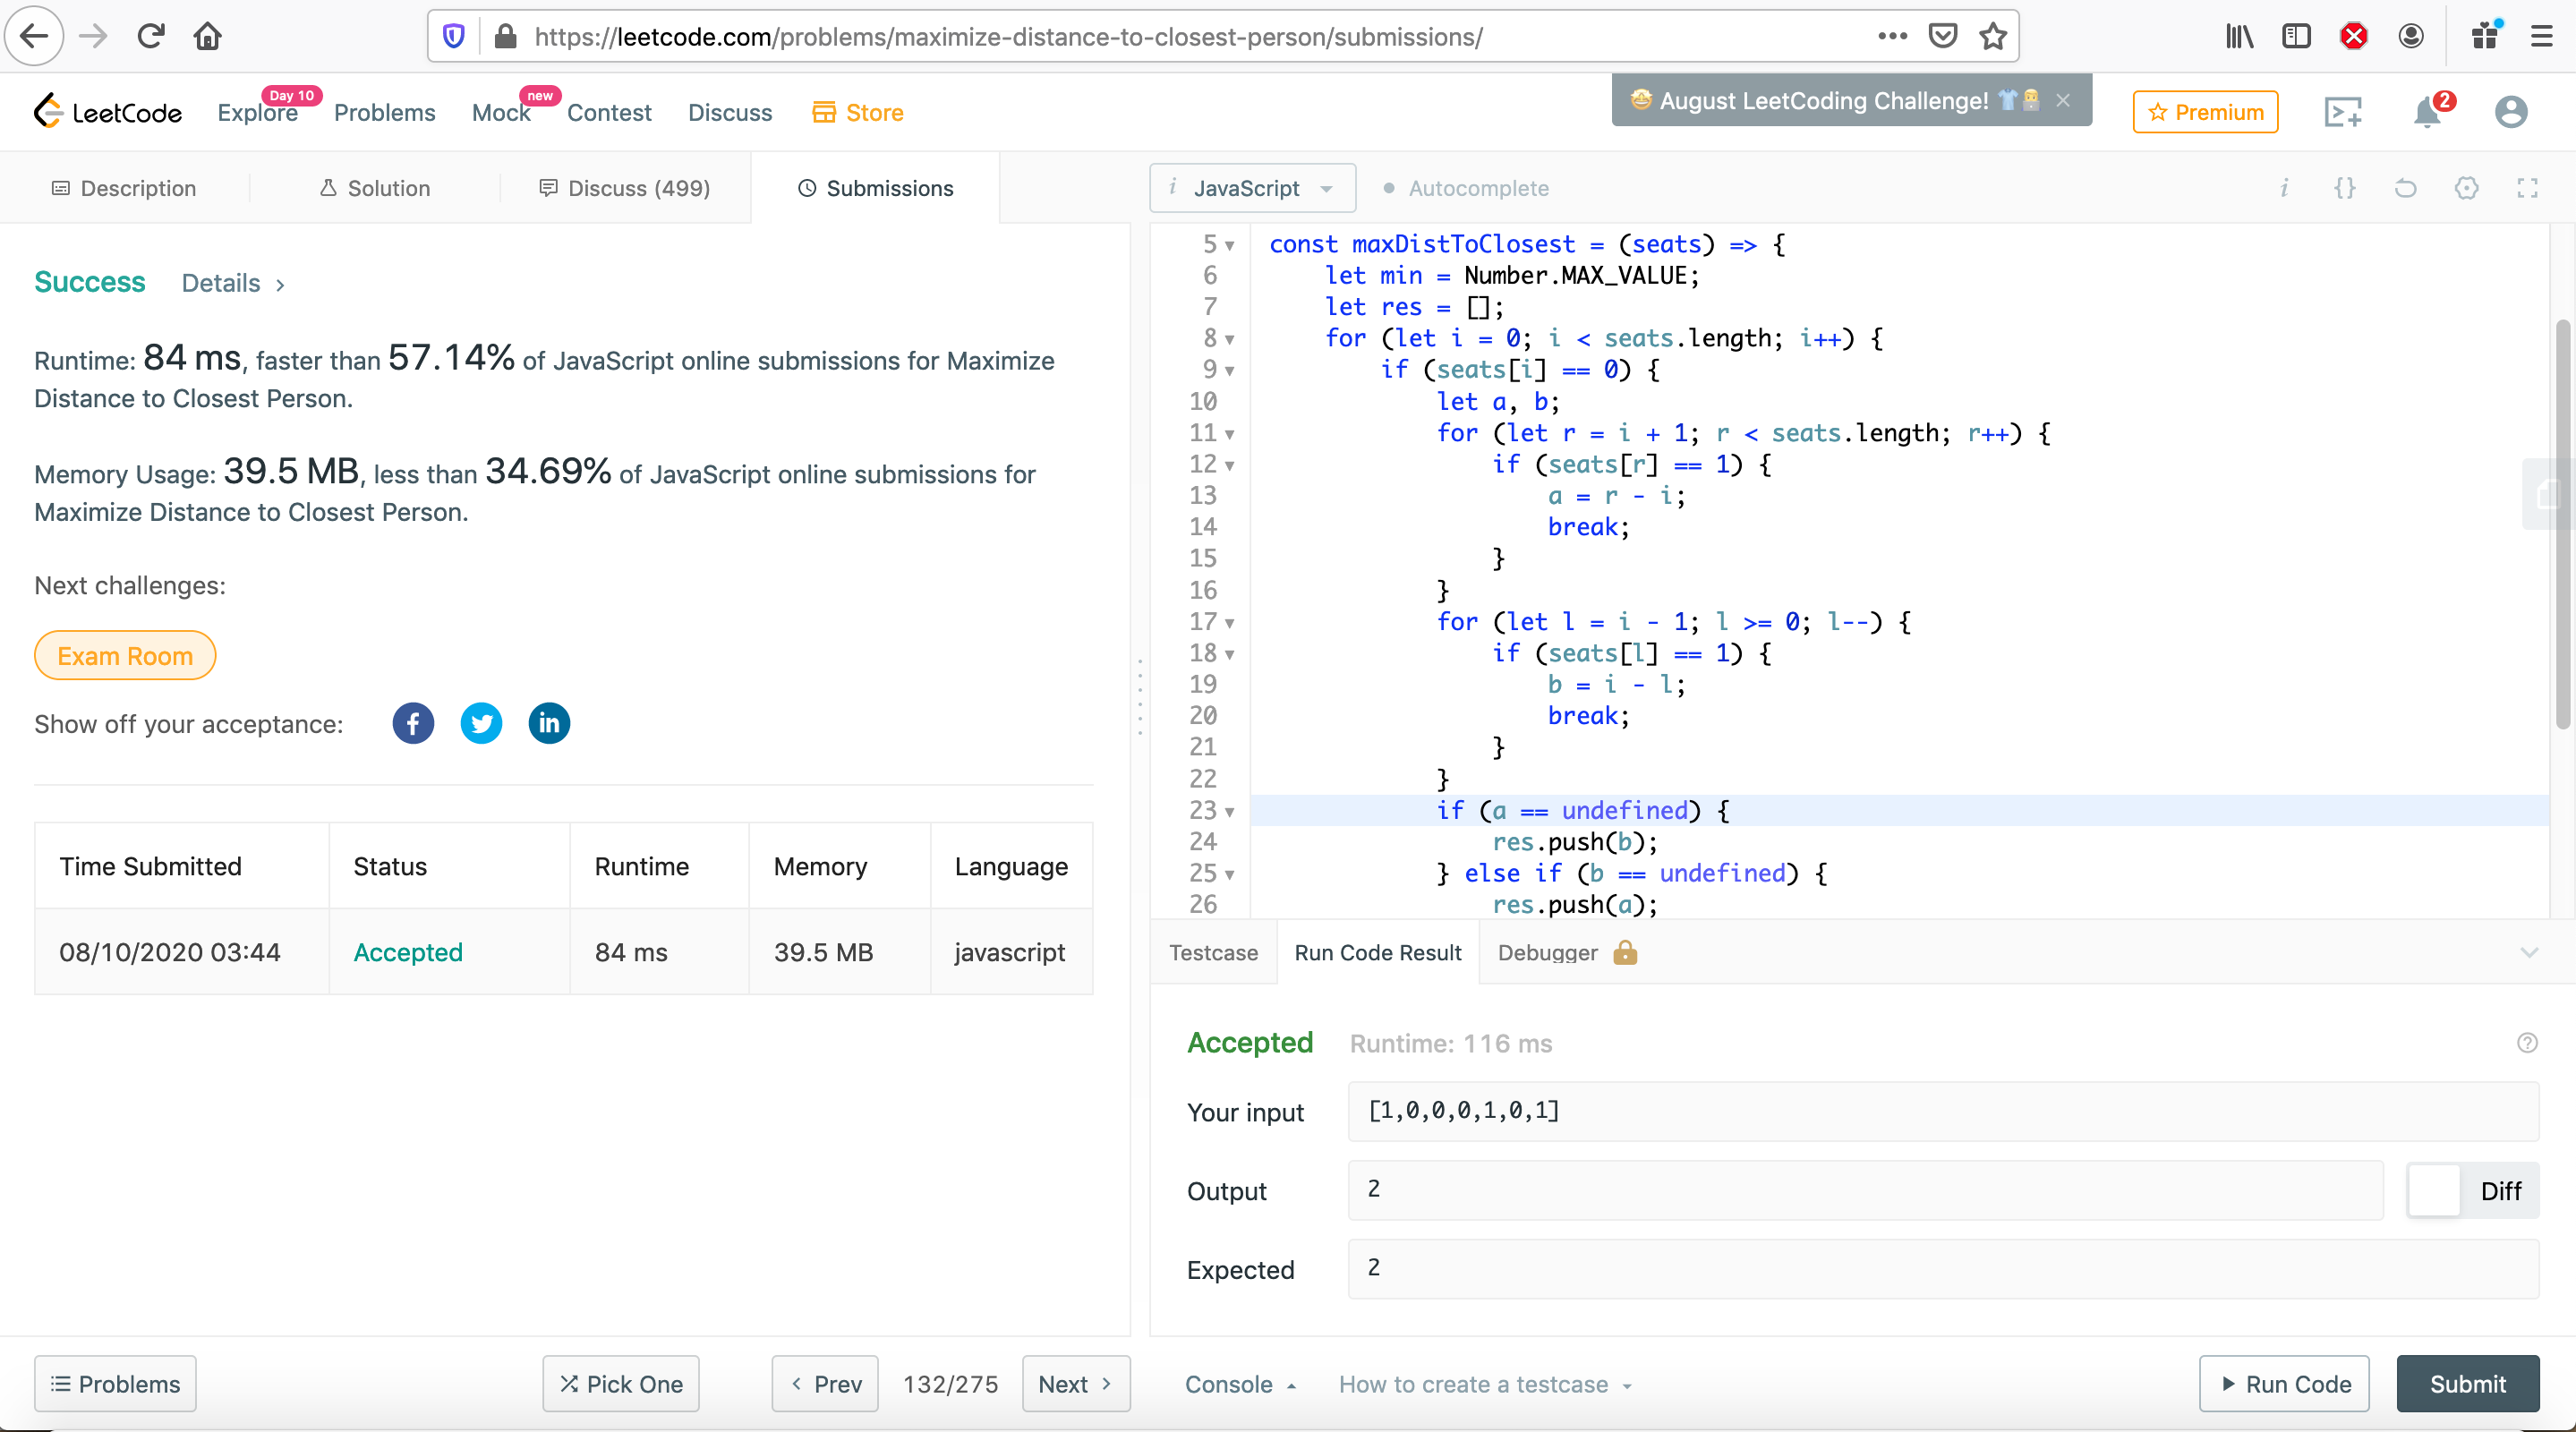 https://leetcode.com/problems/maximize-distance-to-closest-person/submissions/
LeetCode
Explore
Day 10
Problems
Mock
new
Contest
Discuss
Store
🤩 August LeetCoding Challenge! 👕
Premium
2
Description
Solution
Discuss (499)
Submissions
i JavaScript
Autocomplete
i {}
Success Details >
Runtime: 84 ms, faster than 57.14% of JavaScript online submissions for Maximize
Distance to Closest Person.
Memory Usage: 39.5 MB, less than 34.69% of JavaScript online submissions for
Maximize Distance to Closest Person.
Next challenges:
Exam Room
Show off your acceptance:
f in
Time Submitted Status Runtime Memory Language
08/10/2020 03:44 Accepted 84 ms 39.5 MB javascript
5 const maxDistToClosest = (seats) => {
6 let min = Number.MAX_VALUE;
7 let res = [];
8 for (let i = 0; i < seats.length; i++) {
9 if (seats[i] == 0) {
10 let a, b;
11 for (let r = i + 1; r < seats.length; r++) {
12 if (seats[r] == 1) {
13 a = r - i;
14 break;
15 }
16 }
17 for (let l = i - 1; l >= 0; l--) {
18 if (seats[l] == 1) {
19 b = i - l;
20 break;
21 }
22 }
23 if (a == undefined) {
24 res.push(b);
25 } else if (b == undefined) {
26 res.push(a);
Testcase Run Code Result Debugger
Accepted Runtime: 116 ms
Your input [1,0,0,0,1,0,1]
Output 2 Diff
Expected 2
Problems
Pick One
< Prev 132/275 Next >
Console How to create a testcase
Run Code Submit